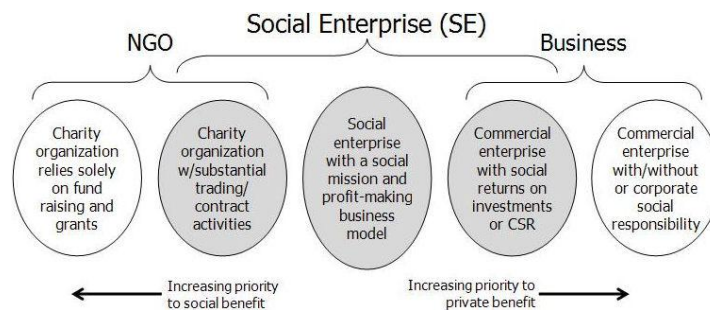 Social Enterprise (SE)
NGO
Business
Charity
organization
relies solely
on fund
raising and
grants
Charity
organization
w/substantial
trading/
contract
activities
Social
enterprise
with a social
mission and
profit-making
business
model
Commercial
enterprise
with social
returns on
investments
or CSR
Commercial
enterprise
with/without
or corporate
social
responsibility
Increasing priority
to social benefit
Increasing priority to
private benefit